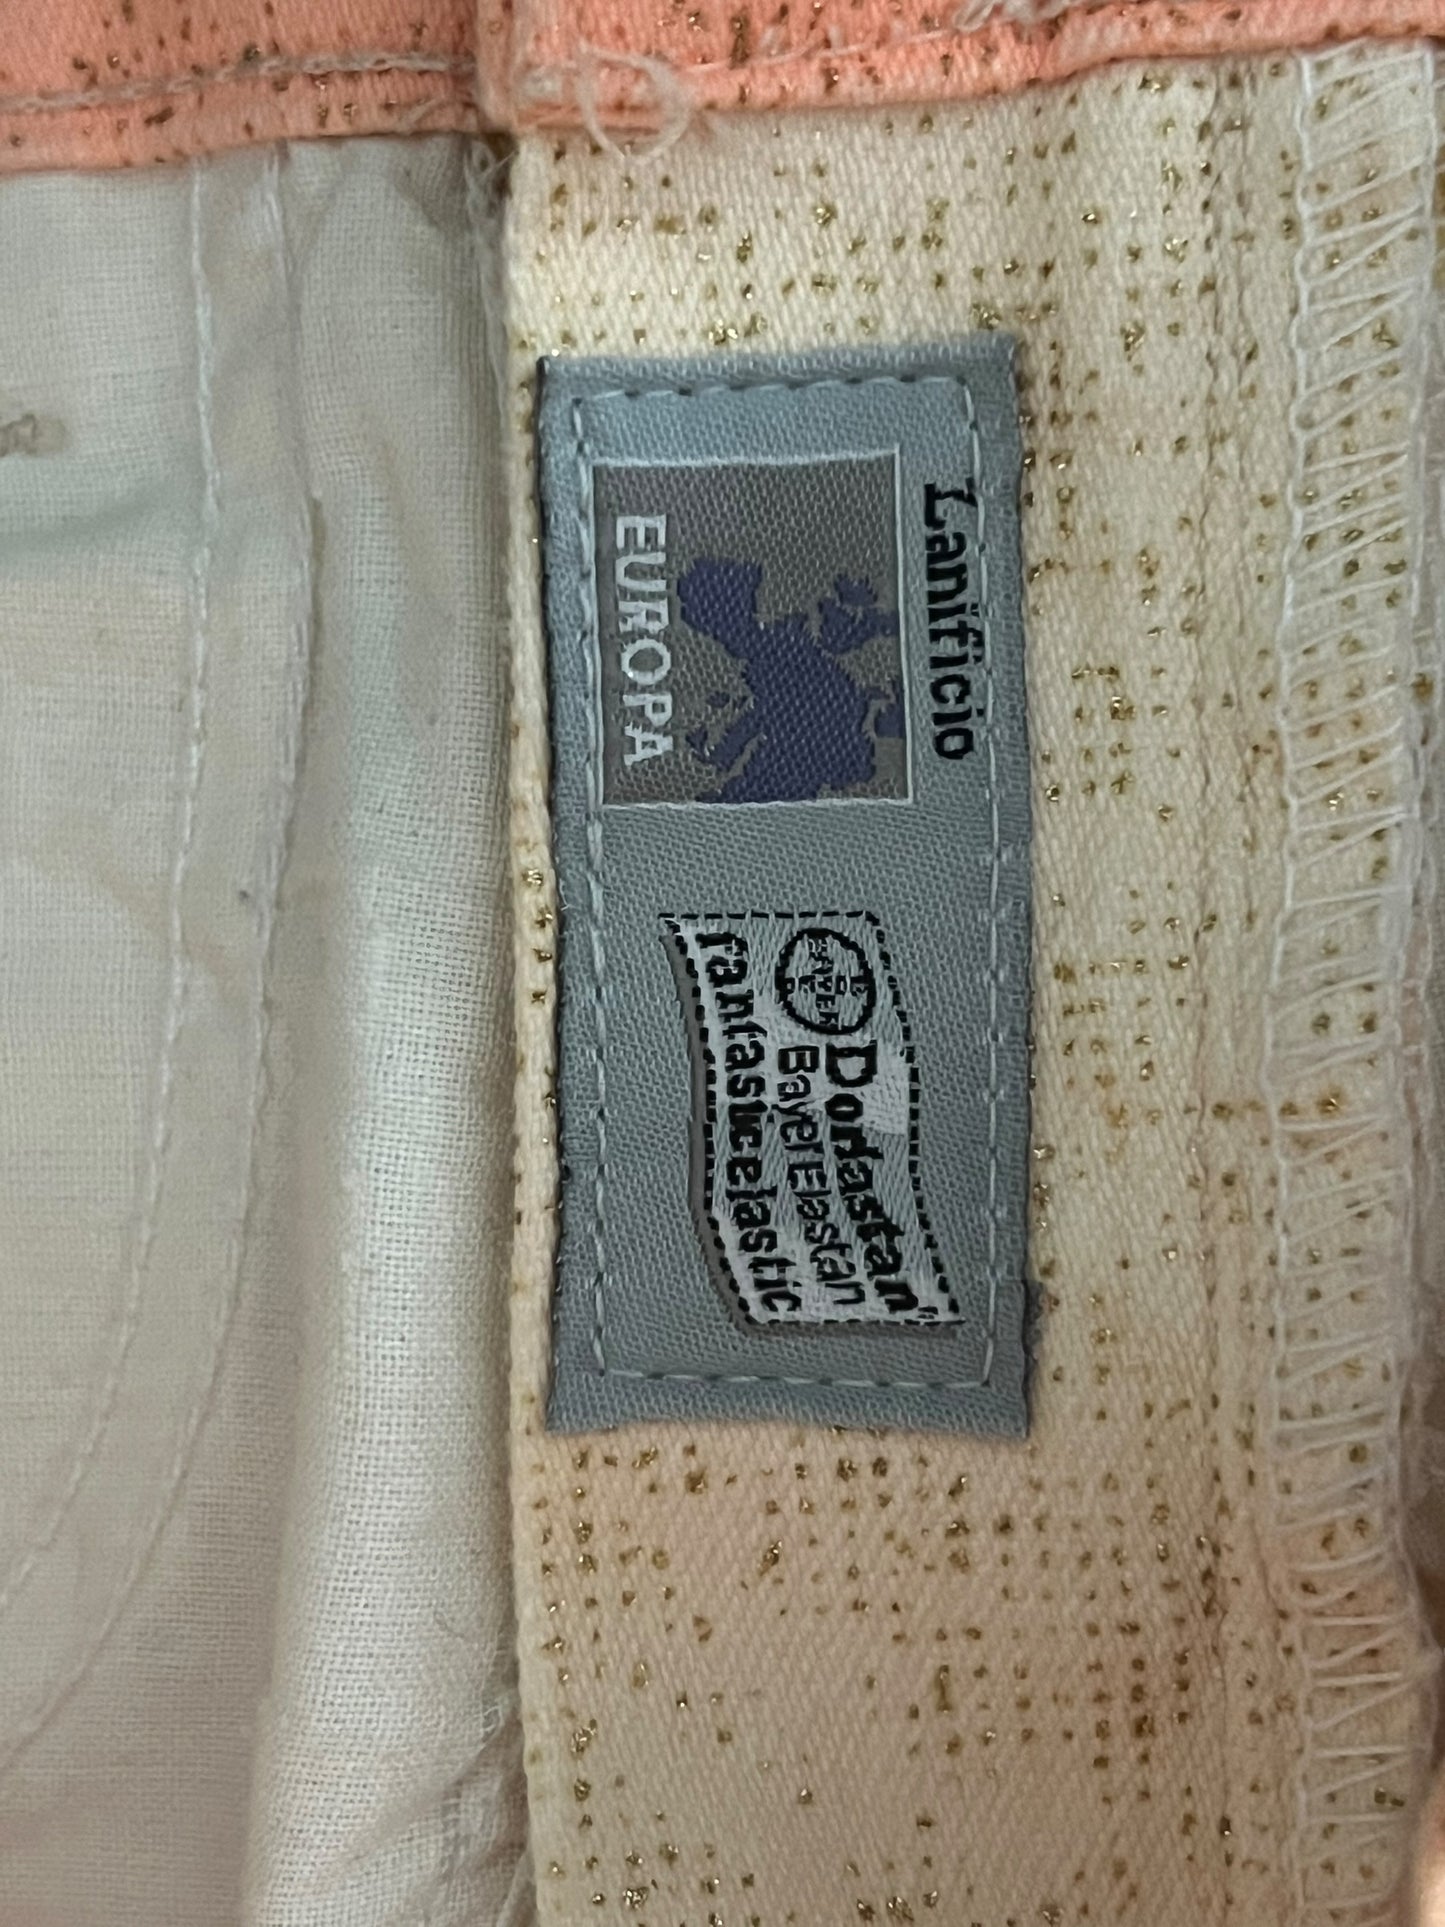 Lanificio
EUROPA
BAYER
Dorlastan®
Bayer Elastan
fantastic elastic